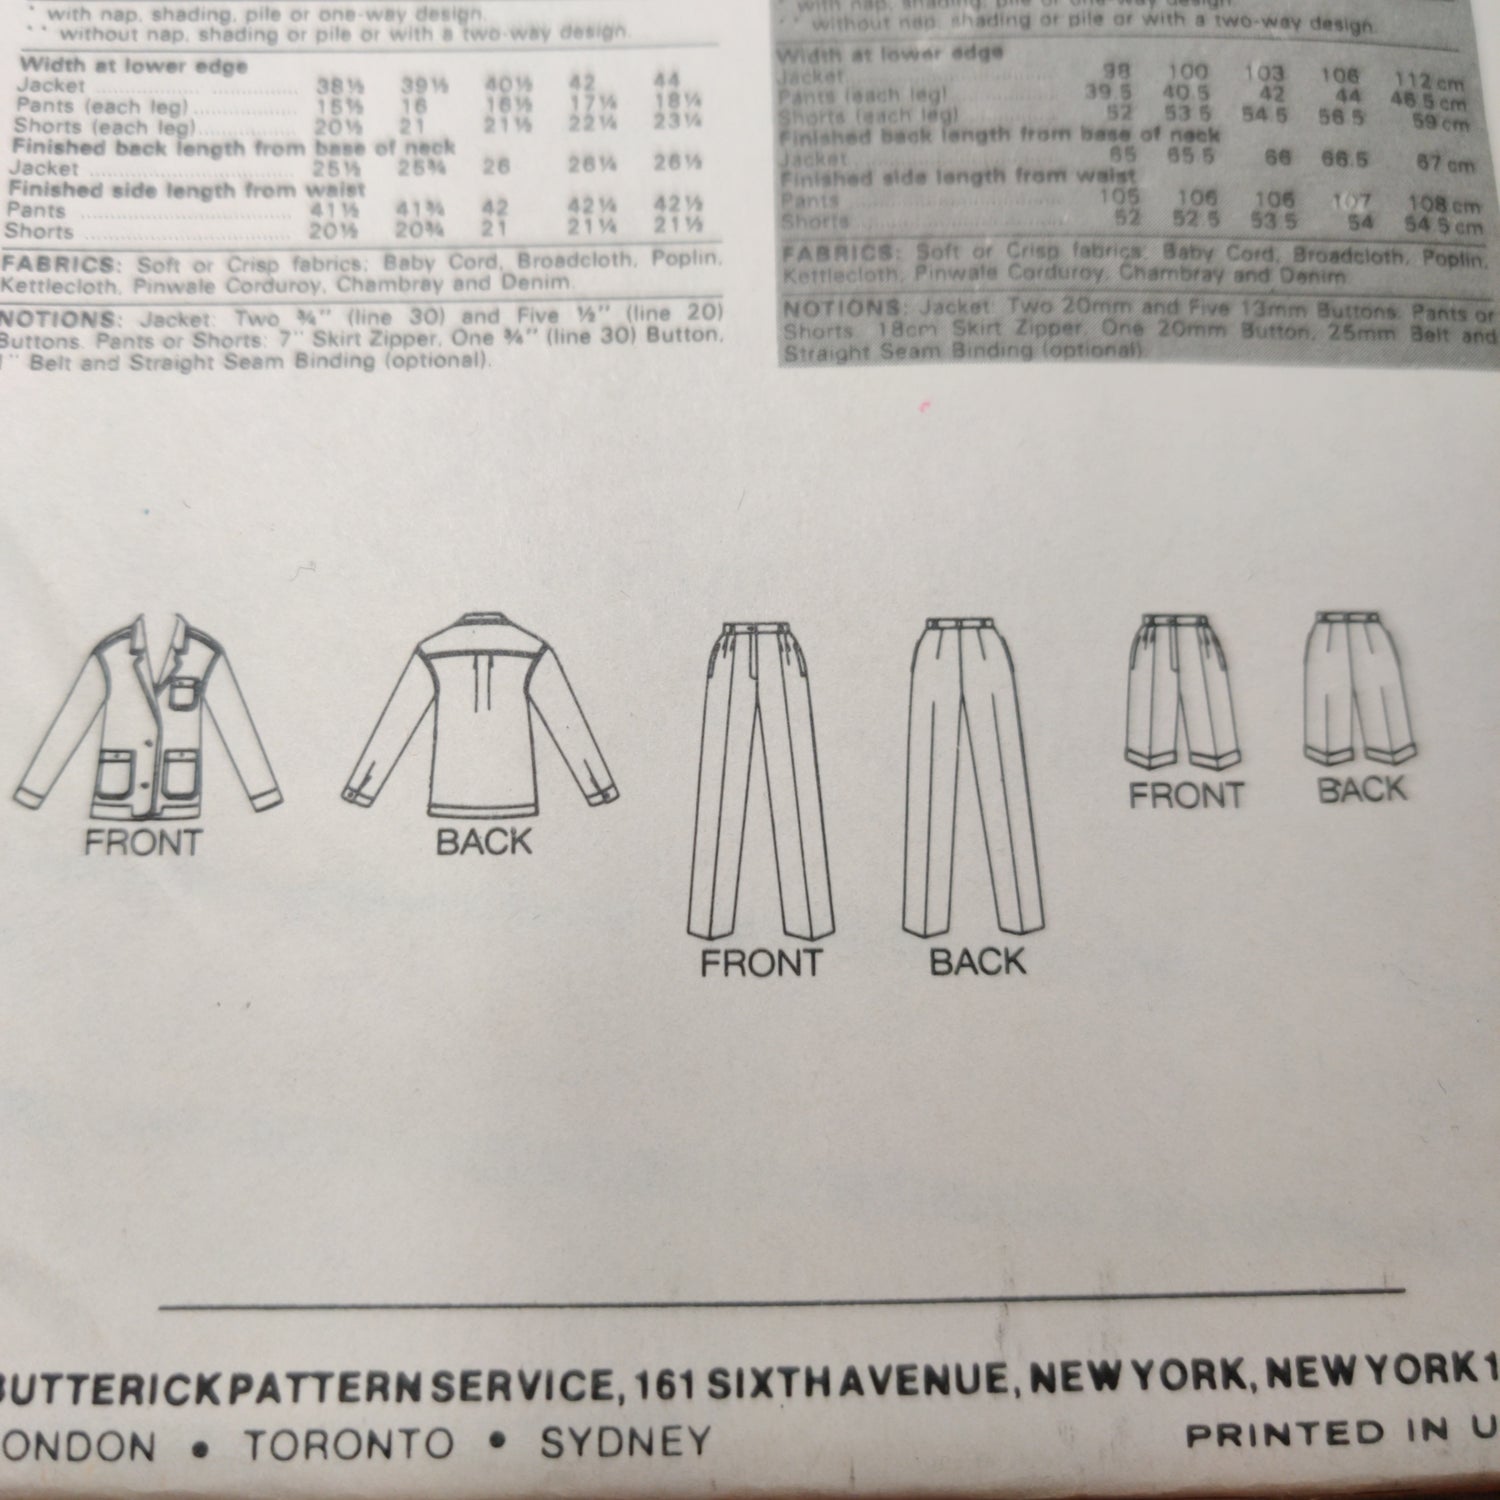 * with nap, shading, pile or one-way design.
** without nap, shading or pile or with a two-way design.
Width at lower edge
Jacket 38½ 39½ 40½ 42 44
Pants (each leg) 15½ 16 16½ 17¼ 18¼
Shorts (each leg) 20½ 21 21½ 22¼ 23¼
Finished back length from base of neck
Jacket 25½ 25¾ 26 26¼ 26½
Finished side length from waist
Pants 41½ 41¾ 42 42¼ 42½
Shorts 20½ 20¾ 21 21¼ 21½
FABRICS: Soft or Crisp fabrics: Baby Cord, Broadcloth, Poplin,
Kettlecloth, Pinwale Corduroy, Chambray and Denim.
NOTIONS: Jacket: Two ¾" (line 30) and Five ½" (line 20)
Buttons. Pants or Shorts: 7" Skirt Zipper, One ¾" (line 30) Button,
1" Belt and Straight Seam Binding (optional).
with nap, shading, pile or one-way design.
** without nap, shading or pile or with a two-way design.
Width at lower edge
Jacket 98 100 103 106 112 cm
Pants (each leg) 39.5 40.5 42 44 46.5 cm
Shorts (each leg) 52 53.5 54.5 56.5 59 cm
Finished back length from base of neck
Jacket 65 65.5 66 66.5 67 cm
Finished side length from waist
Pants 105 106 106 107 108 cm
Shorts 52 52.5 53.5 54 54.5 cm
FABRICS: Soft or Crisp fabrics: Baby Cord, Broadcloth, Poplin,
Kettlecloth, Pinwale Corduroy, Chambray and Denim.
NOTIONS: Jacket: Two 20mm and Five 13mm Buttons. Pants or
Shorts: 18cm Skirt Zipper, One 20mm Button, 25mm Belt and
Straight Seam Binding (optional).
FRONT BACK FRONT BACK FRONT BACK
BUTTERICK PATTERN SERVICE, 161 SIXTH AVENUE, NEW YORK, NEW YORK 1
ONDON • TORONTO • SYDNEY PRINTED IN U